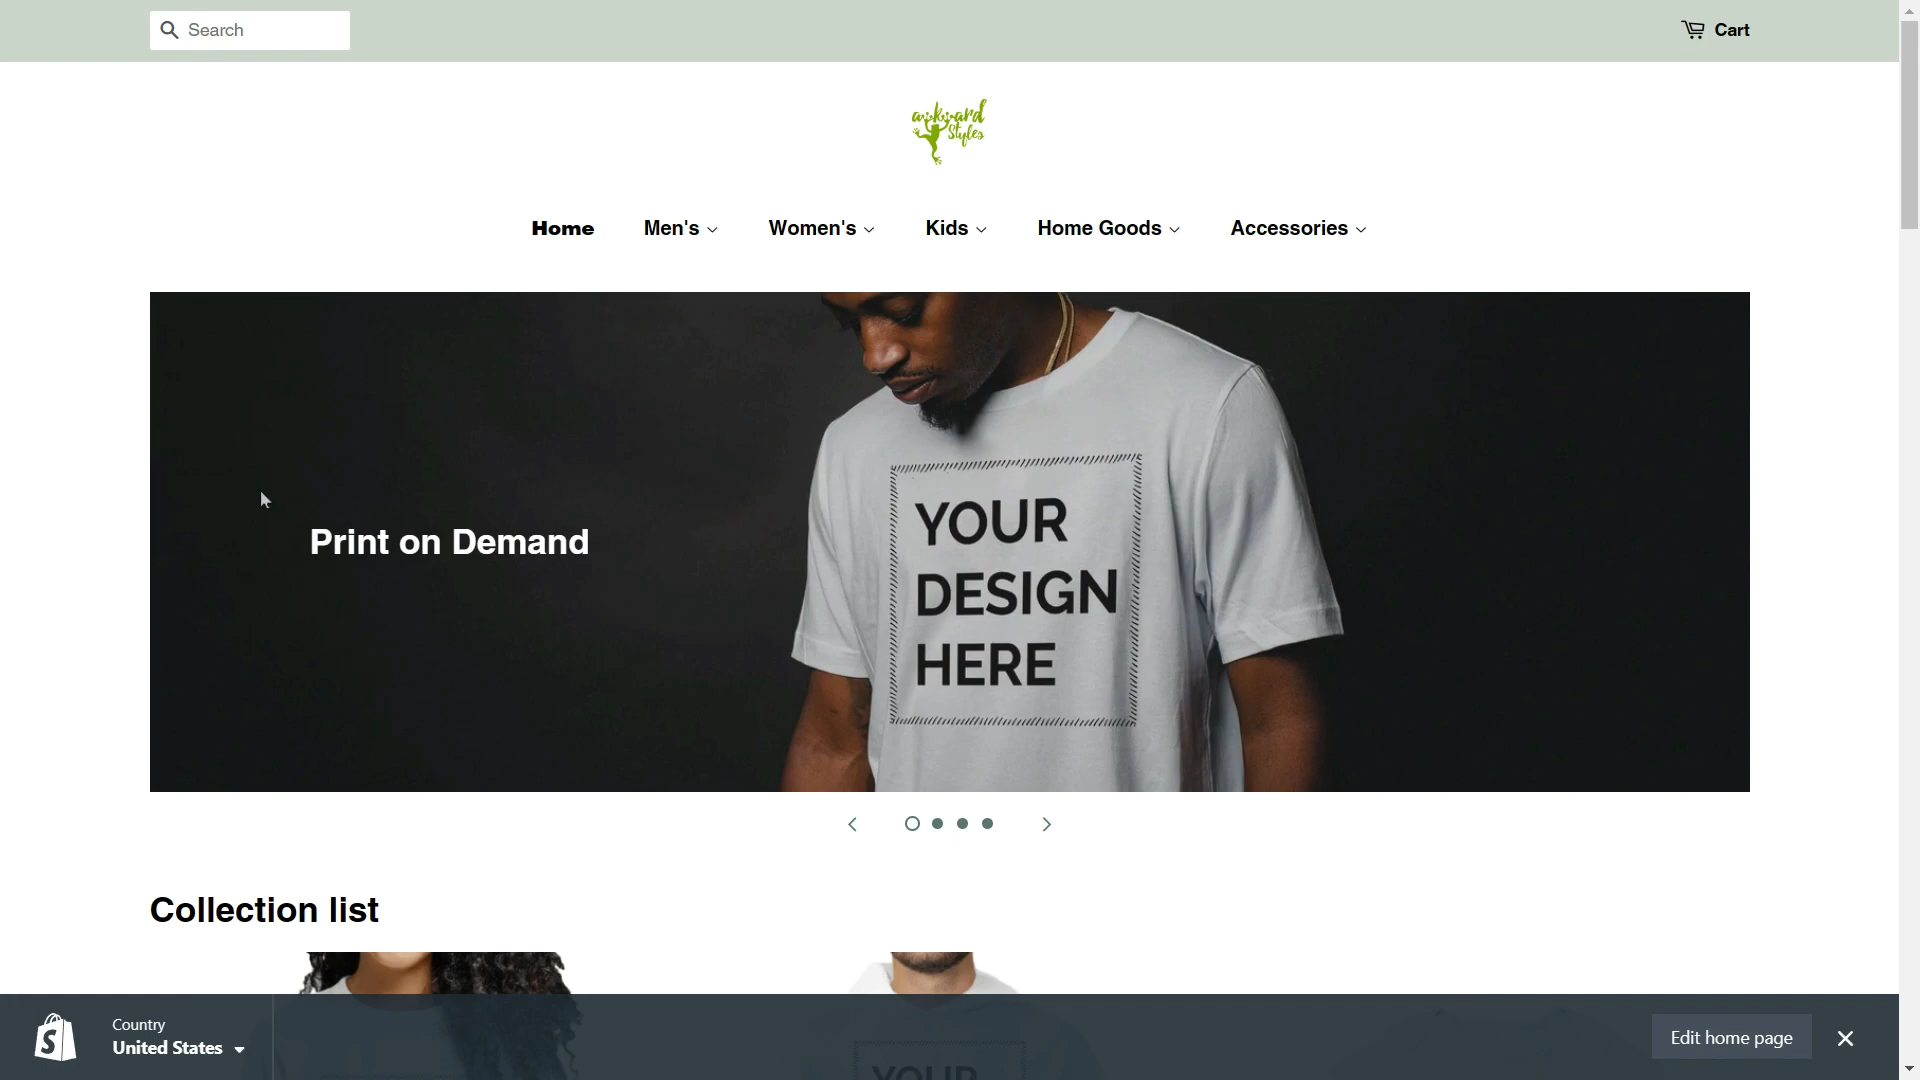 Search
Cart
awkward
Styles
Home
Men's
Women's
Kids
Home Goods
Accessories
Print on Demand
YOUR
DESIGN
HERE
Collection list
YOUR
S
Country
United States
Edit home page